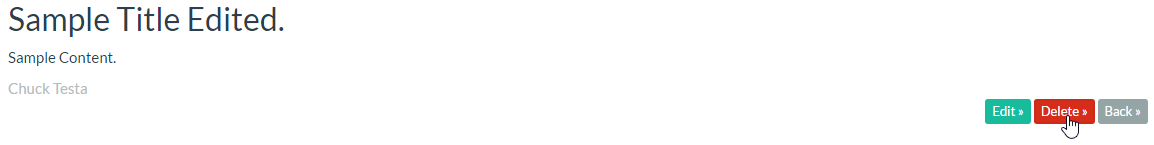 Sample Title Edited.
Sample Content.
Chuck Testa
Edit » Delete » Back »